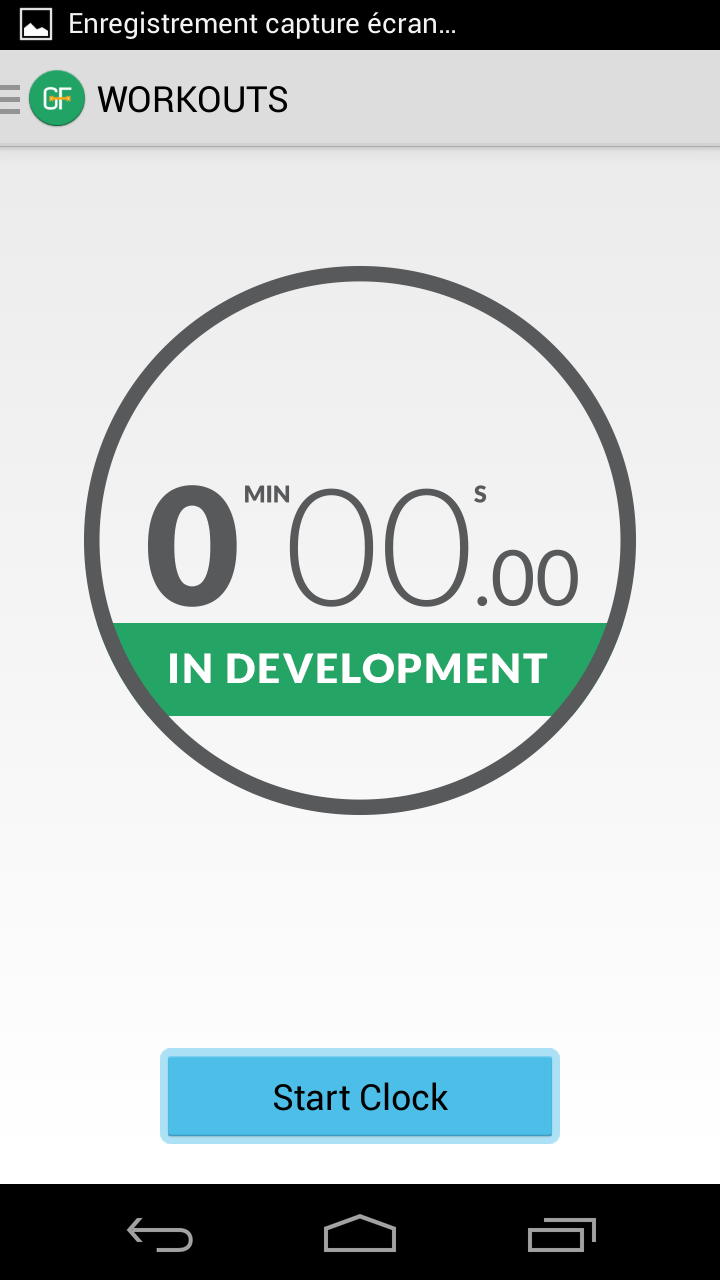 Enregistrement capture écran...
GF WORKOUTS
0 MIN 00 S .00
IN DEVELOPMENT
Start Clock